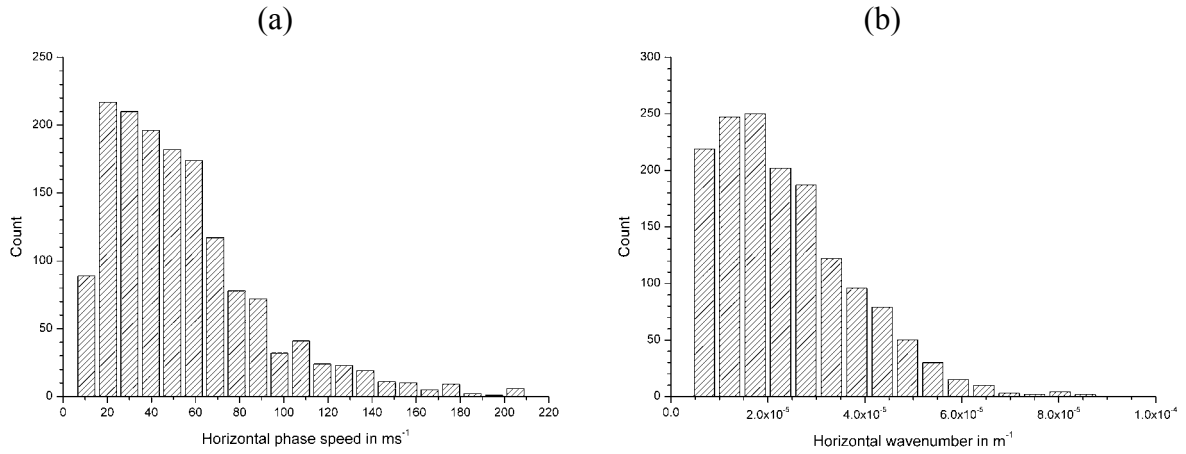 (a)
250
200
150
100
50
0
Count
0 20 40 60 80 100 120 140 160 180 200 220
Horizontal phase speed in ms⁻¹
(b)
300
250
200
150
100
50
0
Count
0.0 2.0x10⁻⁵ 4.0x10⁻⁵ 6.0x10⁻⁵ 8.0x10⁻⁵ 1.0x10⁻⁴
Horizontal wavenumber in m⁻¹